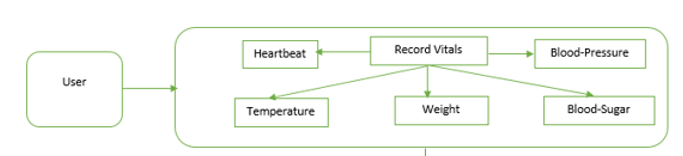 Heartbeat
Record Vitals
Blood-Pressure
User
Temperature
Weight
Blood-Sugar